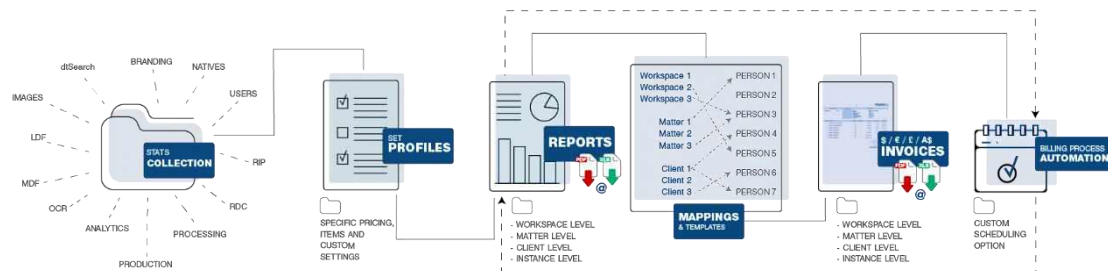 BRANDING
NATIVES
dtSearch
USERS
IMAGES
LDF
RIP
MDF
RDC
OCR
ANALYTICS
PROCESSING
PRODUCTION
STATS
COLLECTION
SET
PROFILES
SPECIFIC PRICING,
ITEMS AND
CUSTOM
SETTINGS
REPORTS
PDF
XLS
@
- WORKSPACE LEVEL
- MATTER LEVEL
- CLIENT LEVEL
- INSTANCE LEVEL
Workspace 1
Workspace 2
Workspace 3
Matter 1
Matter 2
Matter 3
Client 1
Client 2
Client 3
PERSON 1
PERSON 2
PERSON 3
PERSON 4
PERSON 5
PERSON 6
PERSON 7
MAPPINGS
& TEMPLATES
$ / € / £ / A$
INVOICES
PDF
XLS
@
- WORKSPACE LEVEL
- MATTER LEVEL
- CLIENT LEVEL
- INSTANCE LEVEL
BILLING PROCESS
AUTOMATION
CUSTOM
SCHEDULING
OPTION